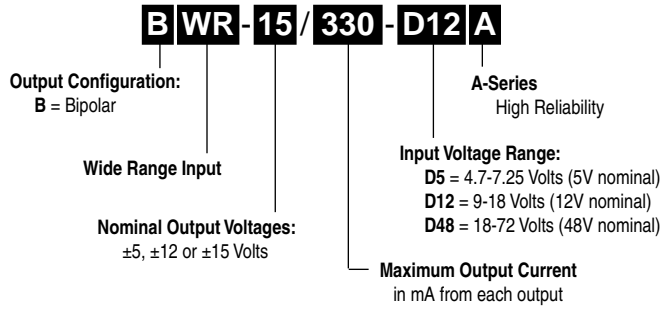 B WR - 15 / 330 - D12 A
Output Configuration:
B = Bipolar
Wide Range Input
Nominal Output Voltages:
±5, ±12 or ±15 Volts
A-Series
High Reliability
Input Voltage Range:
D5 = 4.7-7.25 Volts (5V nominal)
D12 = 9-18 Volts (12V nominal)
D48 = 18-72 Volts (48V nominal)
Maximum Output Current
in mA from each output